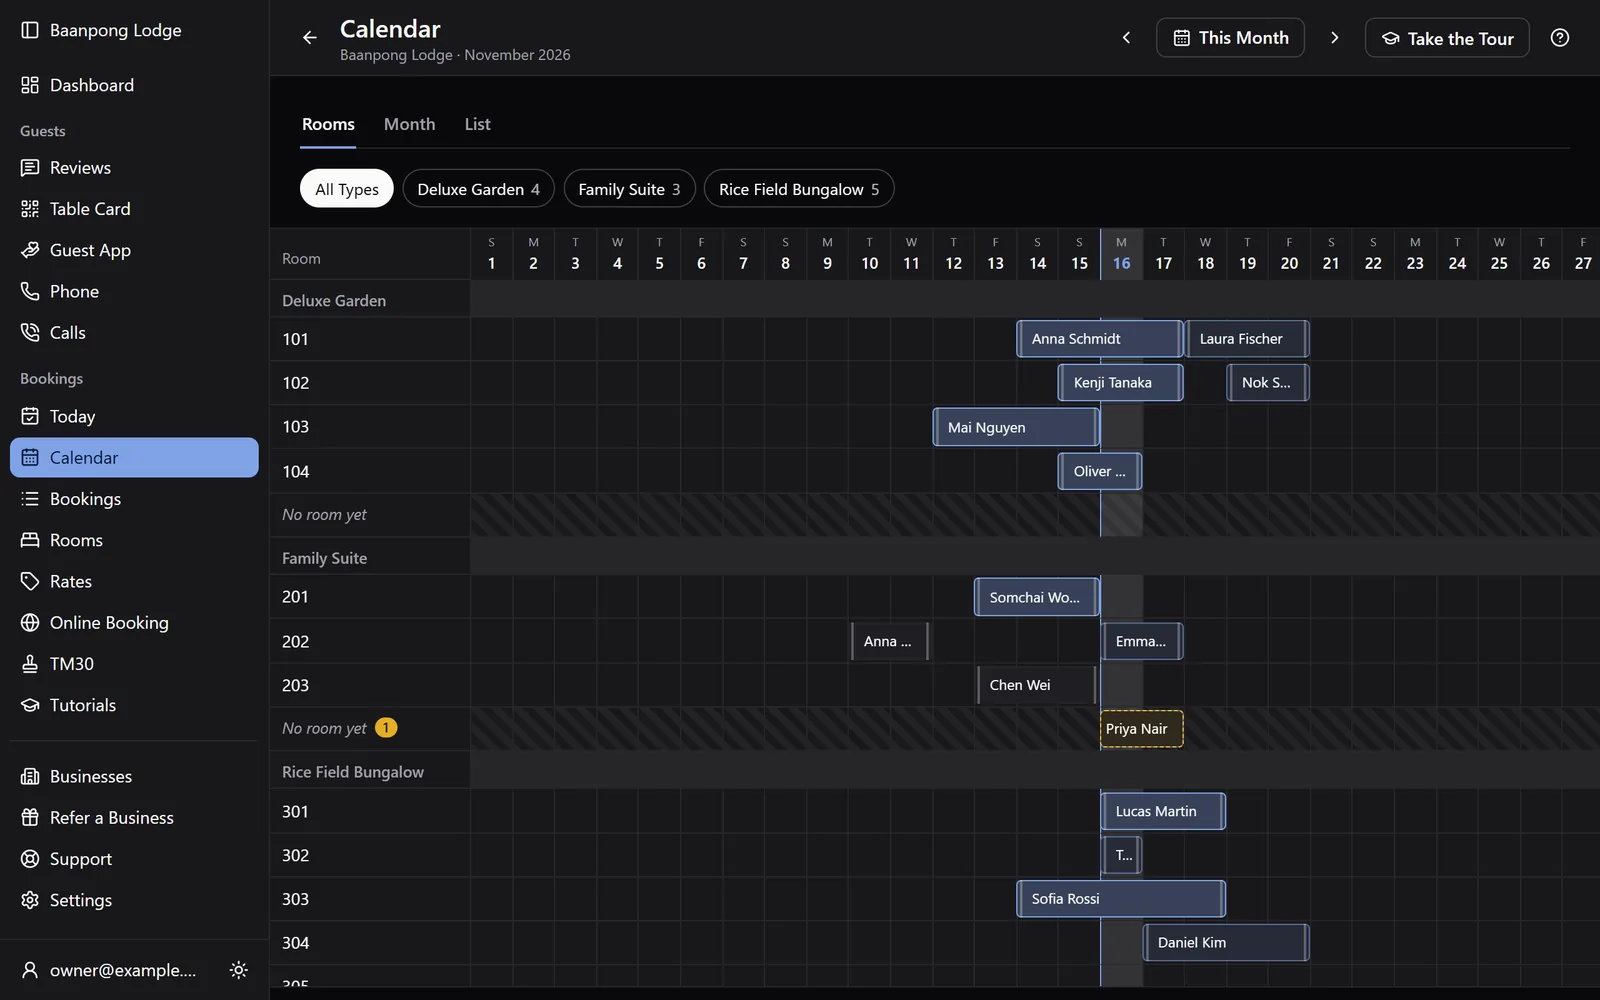 Baanpong Lodge
Dashboard
Guests
Reviews
Table Card
Guest App
Phone
Calls
Bookings
Today
Calendar
Bookings
Rooms
Rates
Online Booking
TM30
Tutorials
Businesses
Refer a Business
Support
Settings
owner@example....
Calendar
Baanpong Lodge · November 2026
This Month
Take the Tour
Rooms Month List
All Types
Deluxe Garden 4
Family Suite 3
Rice Field Bungalow 5
Room
S M T W T F S S M T W T F S S M T W T F S S M T W T F
1 2 3 4 5 6 7 8 9 10 11 12 13 14 15 16 17 18 19 20 21 22 23 24 25 26 27
Deluxe Garden
101 Anna Schmidt Laura Fischer
102 Kenji Tanaka Nok S...
103 Mai Nguyen
104 Oliver ...
No room yet
Family Suite
201 Somchai Wo...
202 Anna ... Emma...
203 Chen Wei
No room yet 1 Priya Nair
Rice Field Bungalow
301 Lucas Martin
302 T...
303 Sofia Rossi
304 Daniel Kim
305